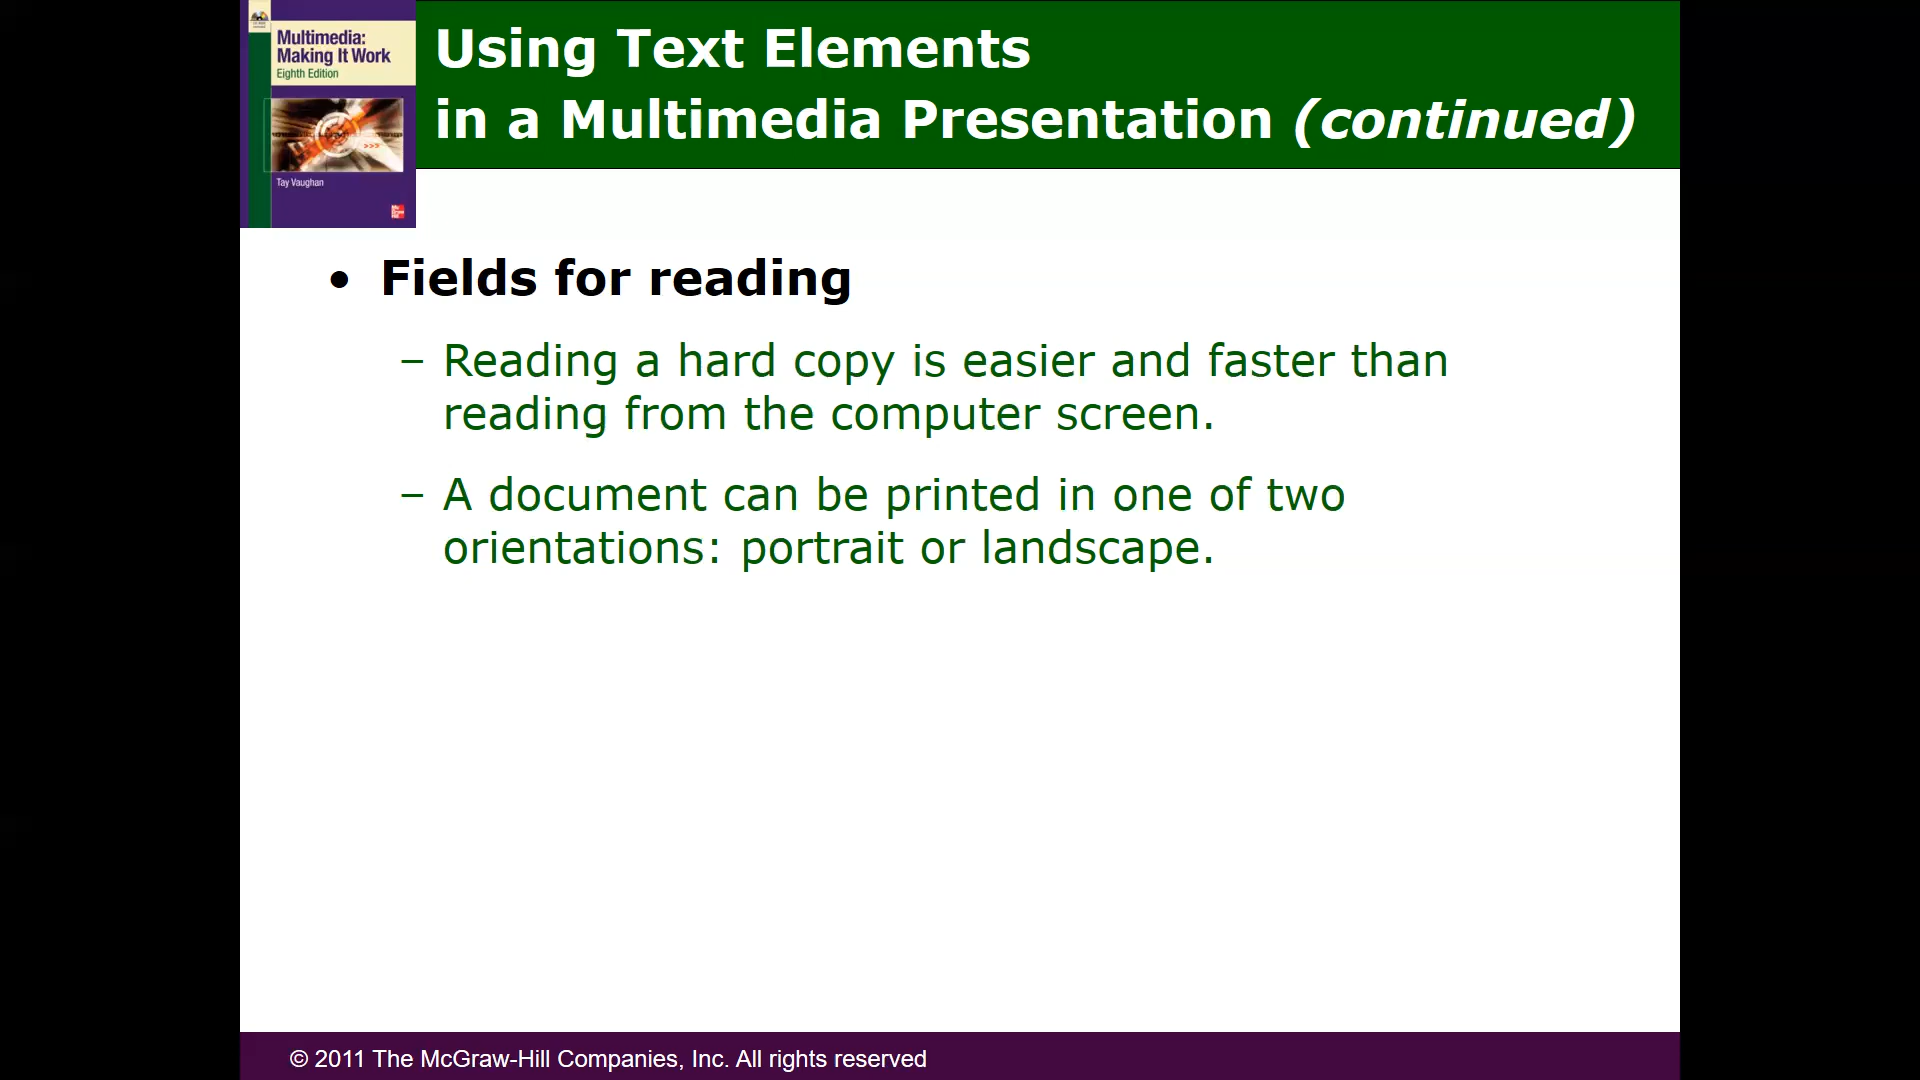 Multimedia:
Making It Work
Eighth Edition
Tay Vaughan
Using Text Elements
in a Multimedia Presentation (continued)
• Fields for reading
– Reading a hard copy is easier and faster than
reading from the computer screen.
– A document can be printed in one of two
orientations: portrait or landscape.
© 2011 The McGraw-Hill Companies, Inc. All rights reserved